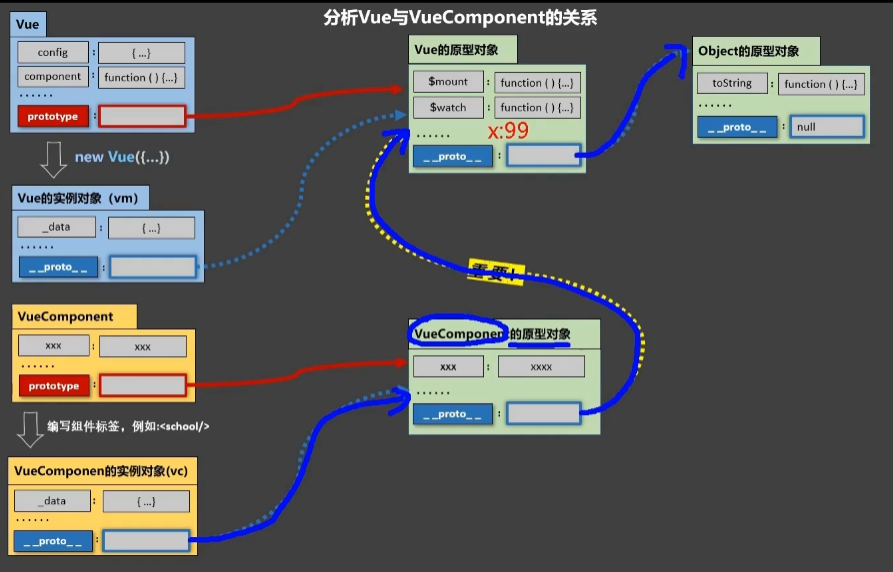 分析Vue与VueComponent的关系
Vue
config : {...}
component : function ( ) {...}
······
prototype :
new Vue({...})
Vue的实例对象（vm）
_data : {...}
······
__proto__ :
VueComponent
xxx : xxx
······
prototype :
编写组件标签，例如:<school/>
VueComponen的实例对象(vc)
_data : {...}
······
__proto__ :
Vue的原型对象
$mount : function ( ) {...}
$watch : function ( ) {...}
······
x:99
__proto__ :
Object的原型对象
toString : function ( ) {...}
······
__proto__ : null
重要!
VueComponent的原型对象
xxx : xxxx
······
__proto__ :